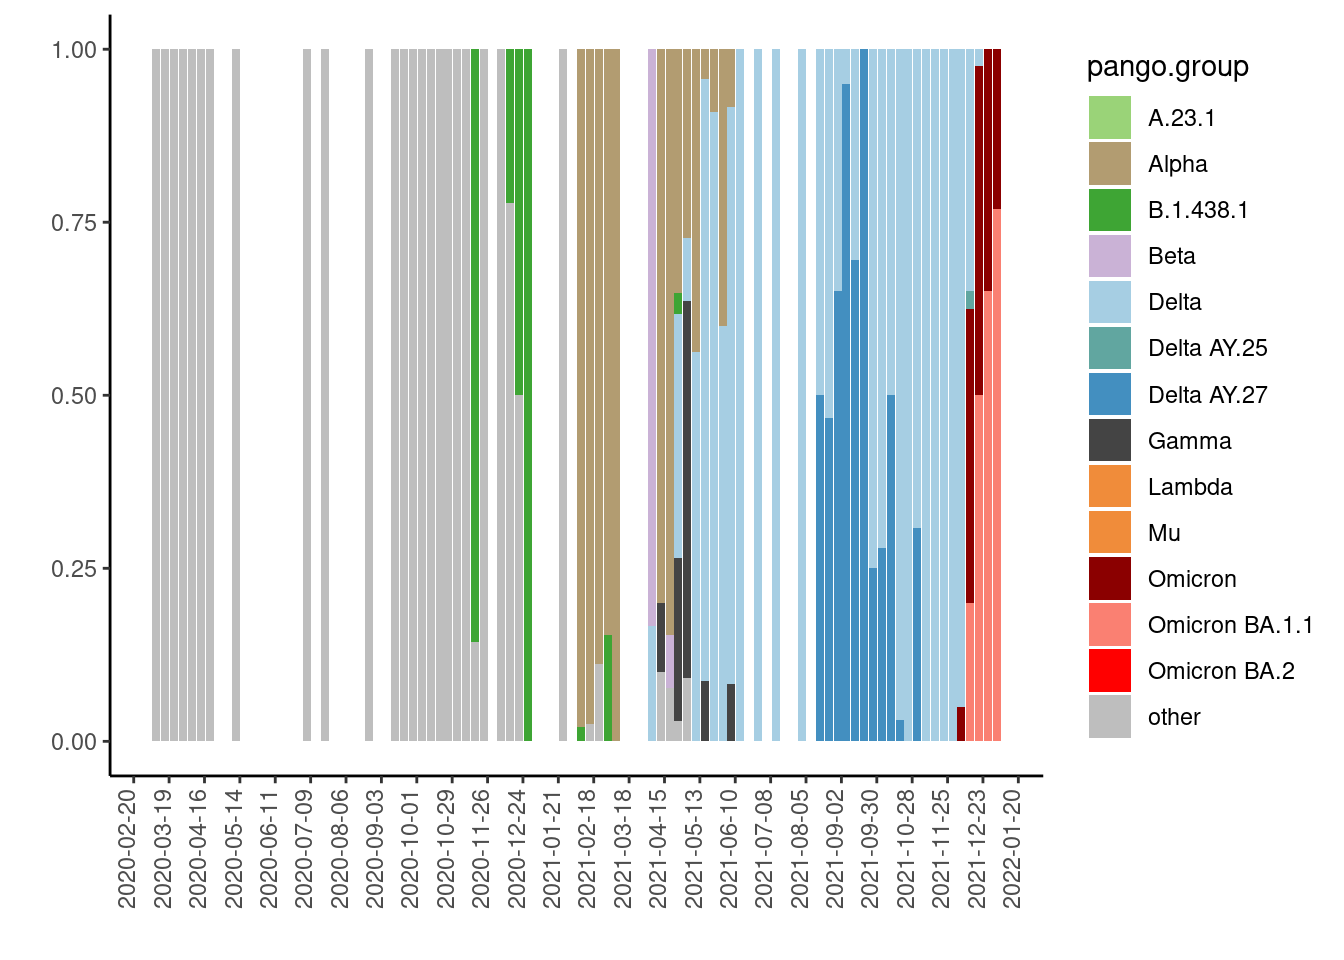 1.00
0.75
0.50
0.25
0.00
2020-02-20
2020-03-19
2020-04-16
2020-05-14
2020-06-11
2020-07-09
2020-08-06
2020-09-03
2020-10-01
2020-10-29
2020-11-26
2020-12-24
2021-01-21
2021-02-18
2021-03-18
2021-04-15
2021-05-13
2021-06-10
2021-07-08
2021-08-05
2021-09-02
2021-09-30
2021-10-28
2021-11-25
2021-12-23
2022-01-20
pango.group
A.23.1
Alpha
B.1.438.1
Beta
Delta
Delta AY.25
Delta AY.27
Gamma
Lambda
Mu
Omicron
Omicron BA.1.1
Omicron BA.2
other